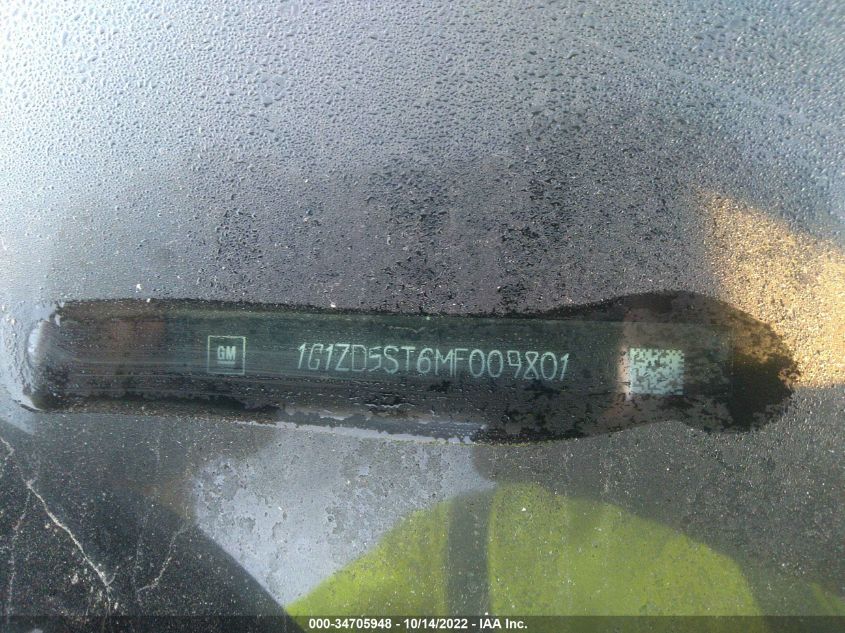 GM 1G1ZD5ST6MF009801
000-34705948 - 10/14/2022 - IAA Inc.